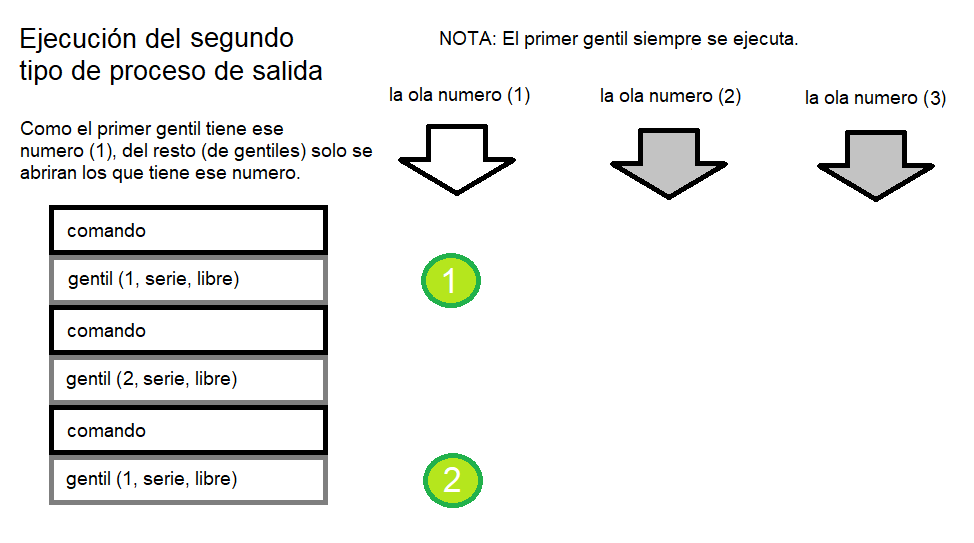 Ejecución del segundo
tipo de proceso de salida
NOTA: El primer gentil siempre se ejecuta.
la ola numero (1)
la ola numero (2)
la ola numero (3)
Como el primer gentil tiene ese
numero (1), del resto (de gentiles) solo se
abriran los que tiene ese numero.
comando
gentil (1, serie, libre)
1
comando
gentil (2, serie, libre)
comando
gentil (1, serie, libre)
2